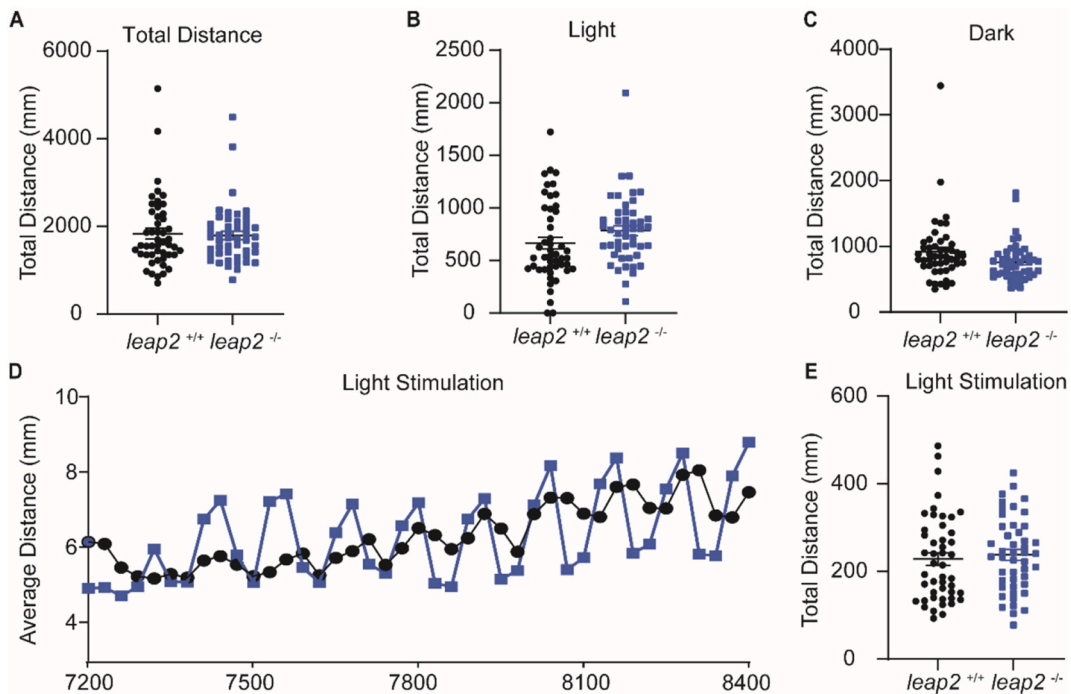 A
Total Distance
Total Distance (mm)
6000
4000
2000
0
leap2 +/+ leap2 -/-
B
Light
Total Distance (mm)
2500
2000
1500
1000
500
0
leap2 +/+ leap2 -/-
C
Dark
Total Distance (mm)
4000
3000
2000
1000
0
leap2 +/+ leap2 -/-
D
Light Stimulation
Average Distance (mm)
10
8
6
4
7200 7500 7800 8100 8400
E
Light Stimulation
Total Distance (mm)
600
400
200
0
leap2 +/+ leap2 -/-